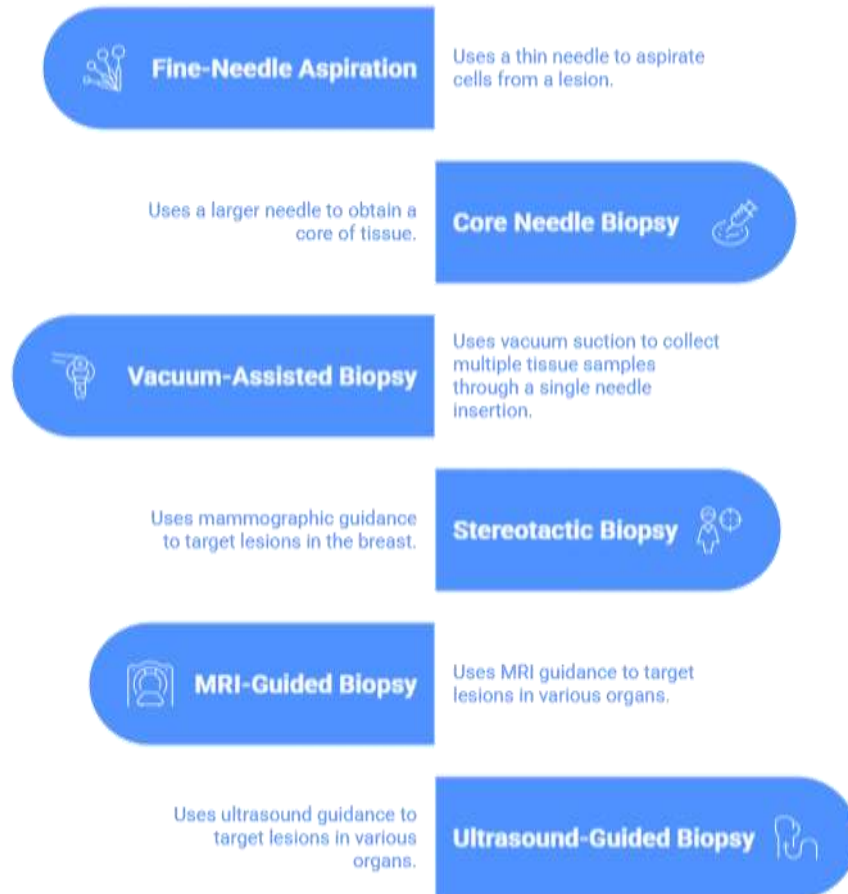 Fine-Needle Aspiration
Uses a thin needle to aspirate
cells from a lesion.
Uses a larger needle to obtain a
core of tissue.
Core Needle Biopsy
Vacuum-Assisted Biopsy
Uses vacuum suction to collect
multiple tissue samples
through a single needle
insertion.
Uses mammographic guidance
to target lesions in the breast.
Stereotactic Biopsy
MRI-Guided Biopsy
Uses MRI guidance to target
lesions in various organs.
Uses ultrasound guidance to
target lesions in various
organs.
Ultrasound-Guided Biopsy